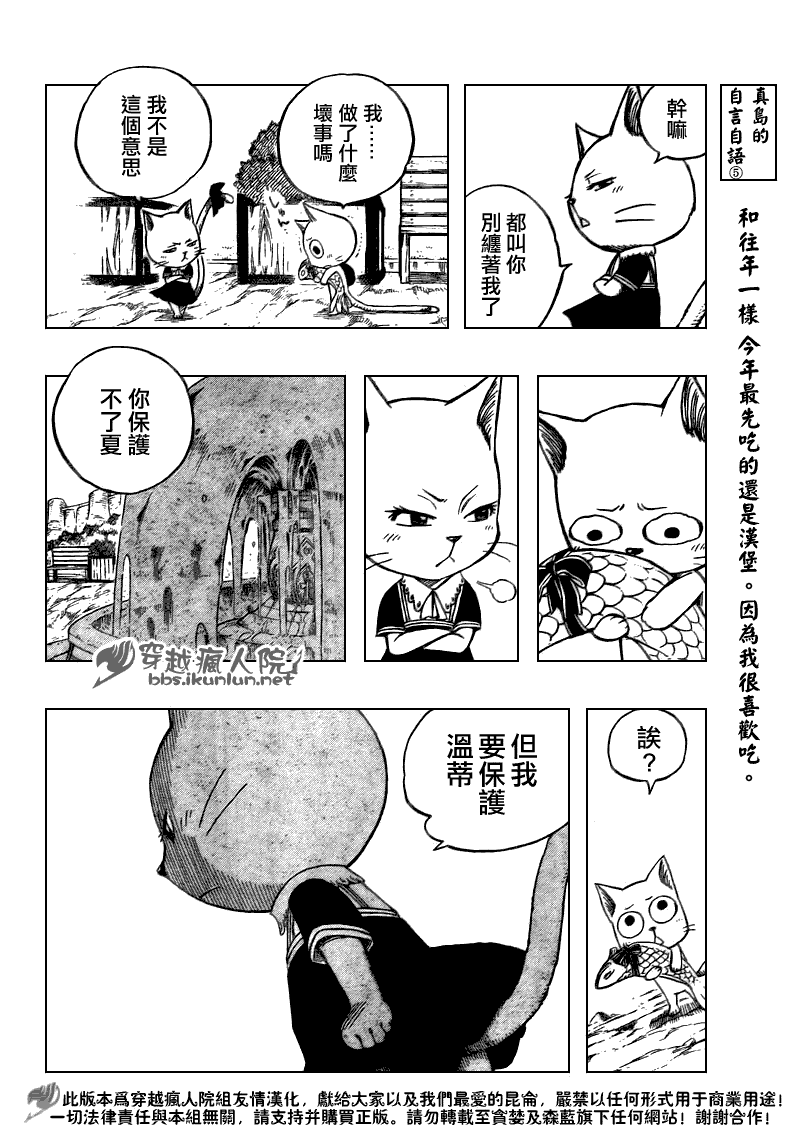 真島的
自言自語⑤
和往年一樣 今年最先吃的還是漢堡。因為我很喜歡吃。
幹嘛
都叫你
別纏著我了
我……
做了什麼
壞事嗎
我不是
這個意思
你保護
不了夏
誒？
但我
要保護
溫蒂
穿越瘋人院
bbs.ikunlun.net
此版本爲穿越瘋人院組友情漢化，獻給大家以及我們最愛的昆侖，嚴禁以任何形式用于商業用途！
一切法律責任與本組無關，請支持并購買正版。請勿轉載至貪婪及森藍旗下任何網站！謝謝合作！